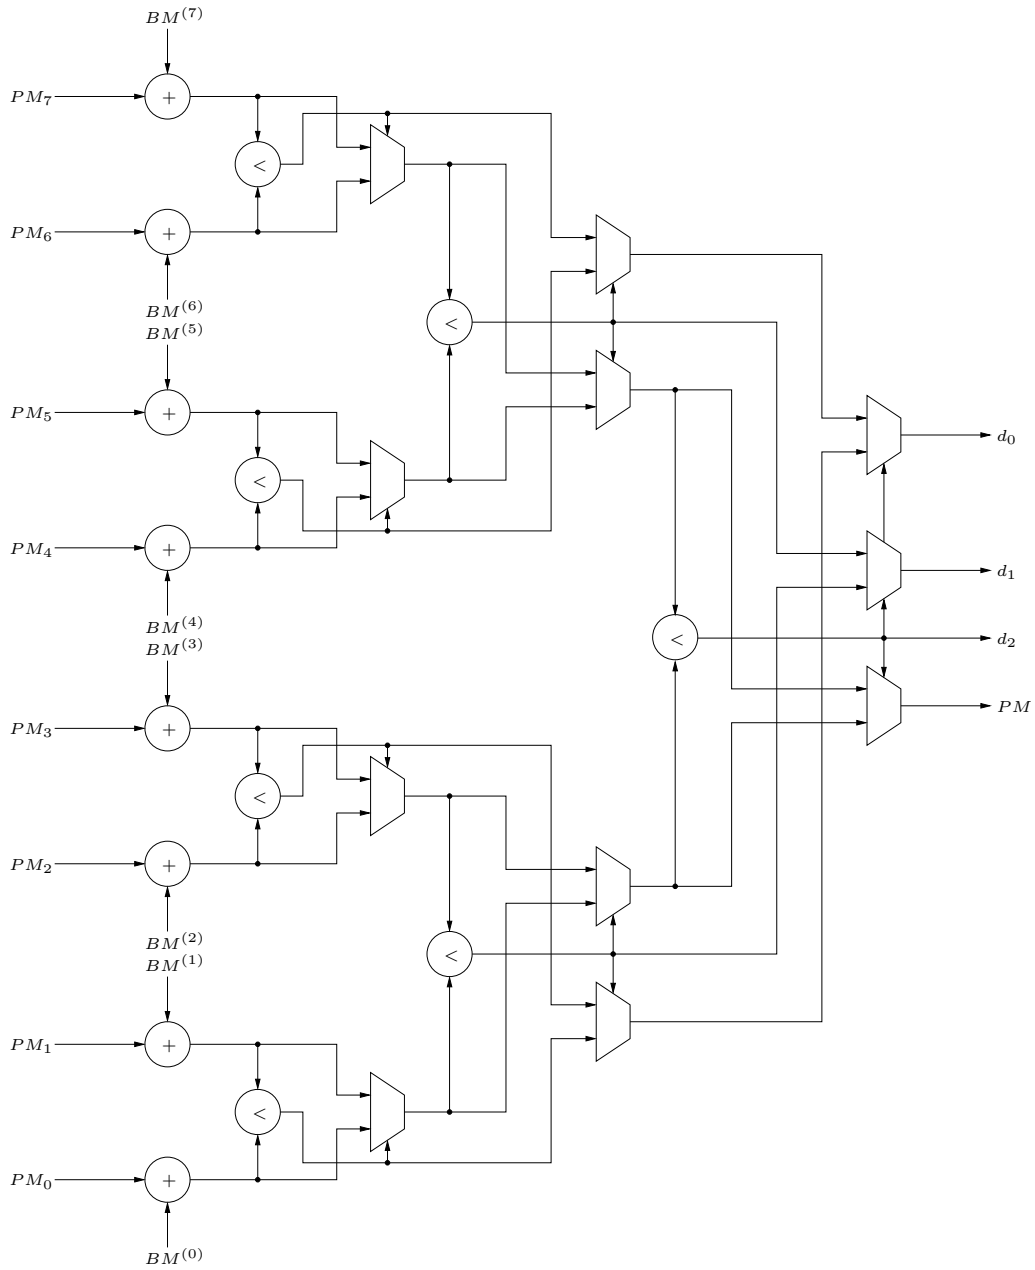 BM^{(7)}
PM_7
+
<
PM_6
+
BM^{(6)}
<
BM^{(5)}
PM_5
+
d_0
<
PM_4
+
d_1
BM^{(4)}
<
d_2
BM^{(3)}
PM
PM_3
+
<
PM_2
+
BM^{(2)}
<
BM^{(1)}
PM_1
+
<
PM_0
+
BM^{(0)}